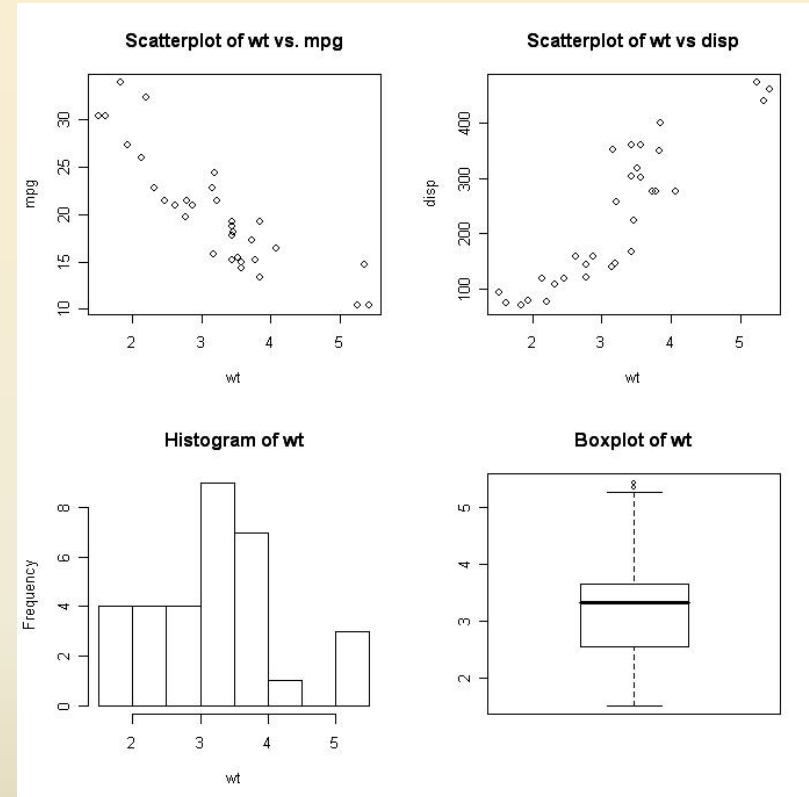 Scatterplot of wt vs. mpg
mpg
10 15 20 25 30
2 3 4 5
wt
Scatterplot of wt vs disp
disp
100 200 300 400
2 3 4 5
wt
Histogram of wt
Frequency
0 2 4 6 8
2 3 4 5
wt
Boxplot of wt
2 3 4 5